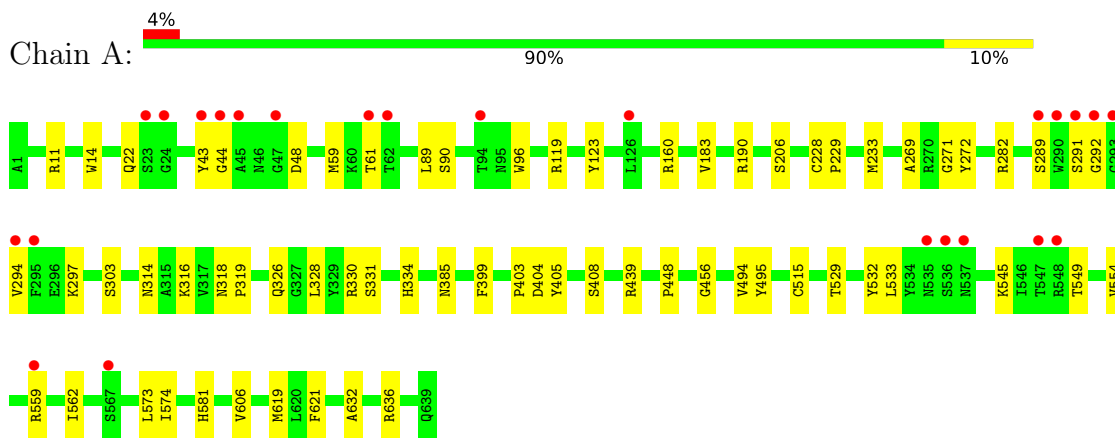 4%
Chain A:
90% 10%
A1 R11 W14 Q22 S23 G24 Y43 G44 A45 N46 G47 D48 M59 K60 T61 T62 L89 S90 T94 N95 W96 R119 Y123 L126 R160 V183 R190 S206 C228 P229 M233 A269 R270 G271 Y272 R282 S289 W290 S291 G292 G293
V294 F295 E296 K297 S303 N314 A315 K316 V317 N318 P319 Q326 G327 L328 Y329 R330 S331 H334 N385 F399 P403 D404 Y405 S408 R439 P448 G456 V494 Y495 C515 T529 Y532 L533 Y534 N535 S536 N537 K545 I546 T547 R548 T549 V554
R559 I562 S567 L573 I574 H581 V606 M619 L620 F621 A632 R636 Q639